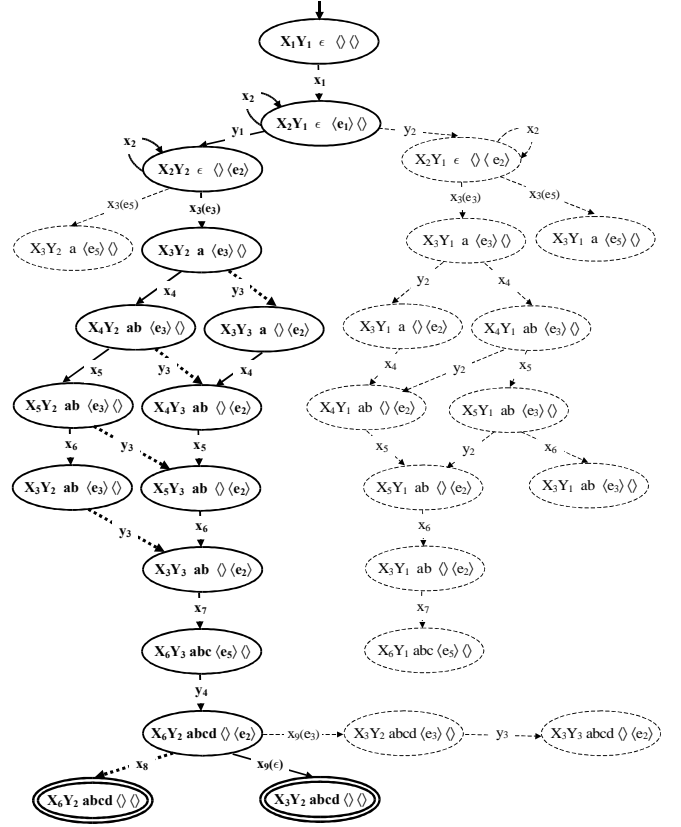 X₁Y₁ ϵ ⟨⟩ ⟨⟩
x₁
x₂
X₂Y₁ ϵ ⟨e₁⟩ ⟨⟩
x₂ y₁ y₂ x₂
X₂Y₂ ϵ ⟨⟩ ⟨e₂⟩ X₂Y₁ ϵ ⟨⟩ ⟨e₂⟩
x₃(e₅) x₃(e₃) x₃(e₃) x₃(e₅)
X₃Y₂ a ⟨e₅⟩ ⟨⟩ X₃Y₂ a ⟨e₃⟩ ⟨⟩ X₃Y₁ a ⟨e₃⟩ ⟨⟩ X₃Y₁ a ⟨e₅⟩ ⟨⟩
x₄ y₃ y₂ x₄
X₄Y₂ ab ⟨e₃⟩ ⟨⟩ X₃Y₃ a ⟨⟩ ⟨e₂⟩ X₃Y₁ a ⟨⟩ ⟨e₂⟩ X₄Y₁ ab ⟨e₃⟩ ⟨⟩
x₅ y₃ x₄ x₄ y₂ x₅
X₅Y₂ ab ⟨e₃⟩ ⟨⟩ X₄Y₃ ab ⟨⟩ ⟨e₂⟩ X₄Y₁ ab ⟨⟩ ⟨e₂⟩ X₅Y₁ ab ⟨e₃⟩ ⟨⟩
x₆ y₃ x₅ x₅ y₂ x₆
X₃Y₂ ab ⟨e₃⟩ ⟨⟩ X₅Y₃ ab ⟨⟩ ⟨e₂⟩ X₅Y₁ ab ⟨⟩ ⟨e₂⟩ X₃Y₁ ab ⟨e₃⟩ ⟨⟩
y₃ x₆ x₆
X₃Y₃ ab ⟨⟩ ⟨e₂⟩ X₃Y₁ ab ⟨⟩ ⟨e₂⟩
x₇ x₇
X₆Y₃ abc ⟨e₅⟩ ⟨⟩ X₆Y₁ abc ⟨e₅⟩ ⟨⟩
y₄
X₆Y₂ abcd ⟨⟩ ⟨e₂⟩ x₉(e₃) X₃Y₂ abcd ⟨e₃⟩ ⟨⟩ y₃ X₃Y₃ abcd ⟨⟩ ⟨e₂⟩
x₈ x₉(ϵ)
X₆Y₂ abcd ⟨⟩ ⟨⟩ X₃Y₂ abcd ⟨⟩ ⟨⟩